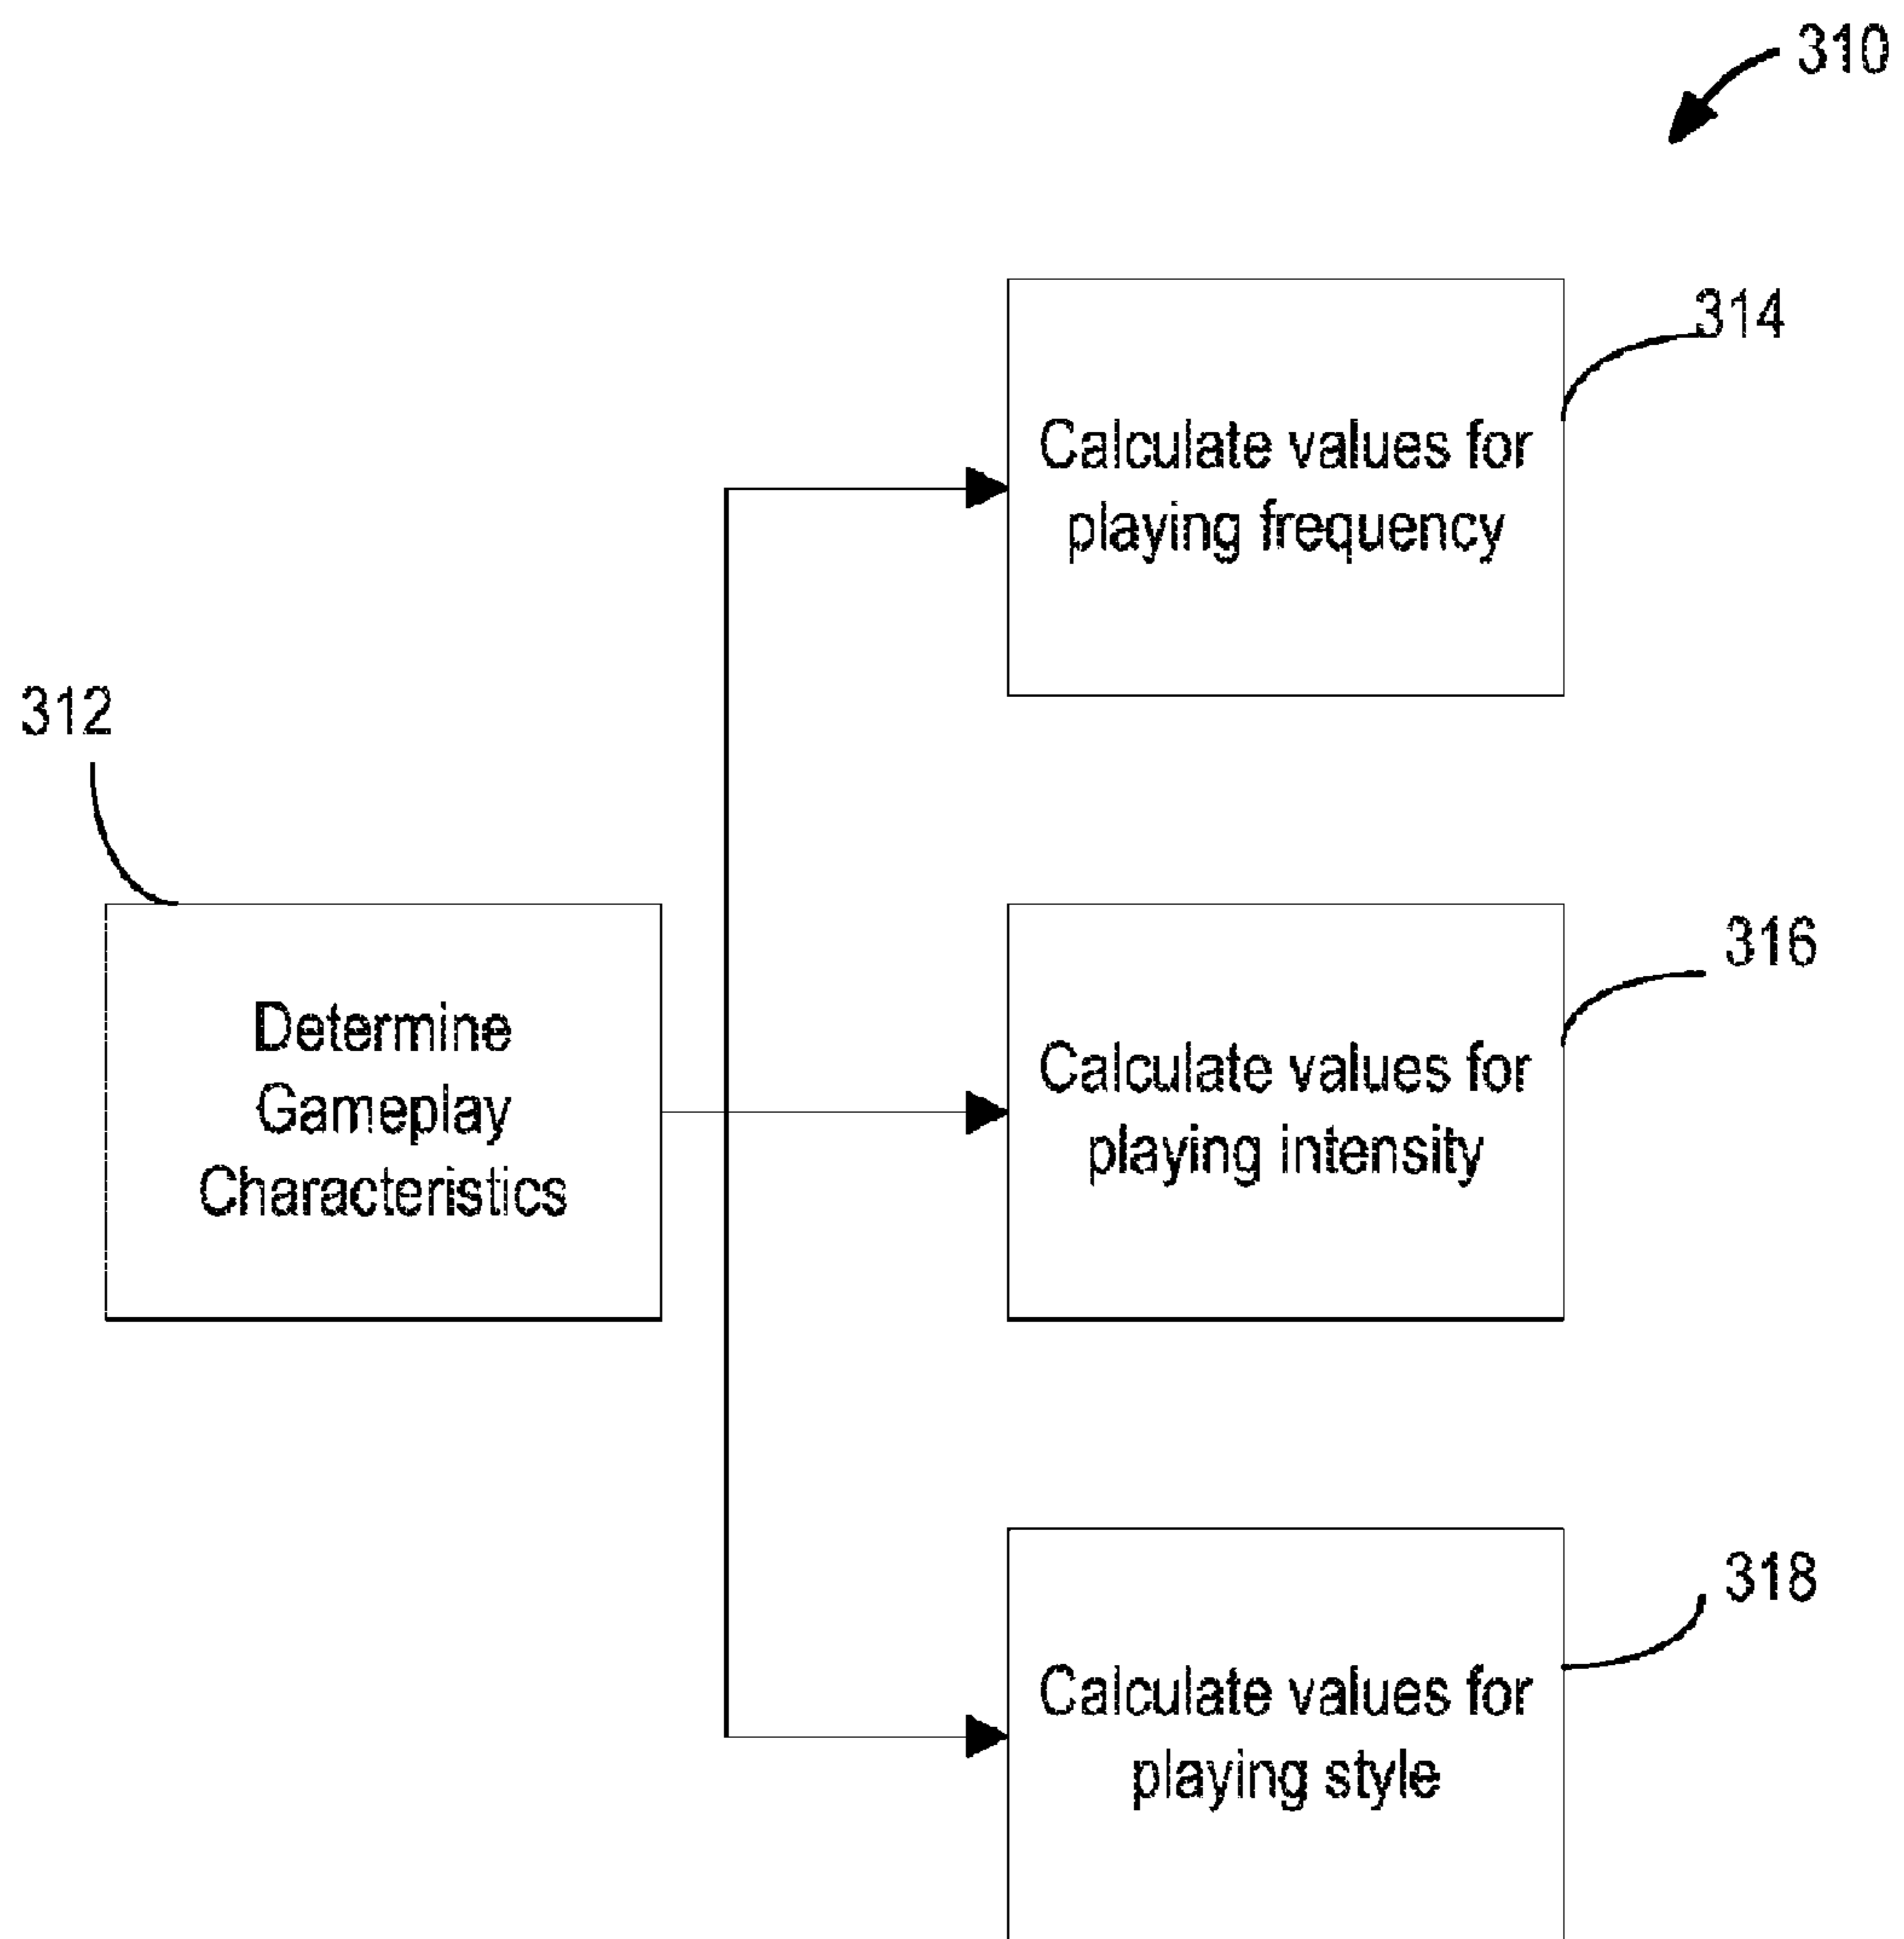 310
314
Calculate values for
playing frequency
312
Determine
Gameplay
Characteristics
316
Calculate values for
playing intensity
318
Calculate values for
playing style